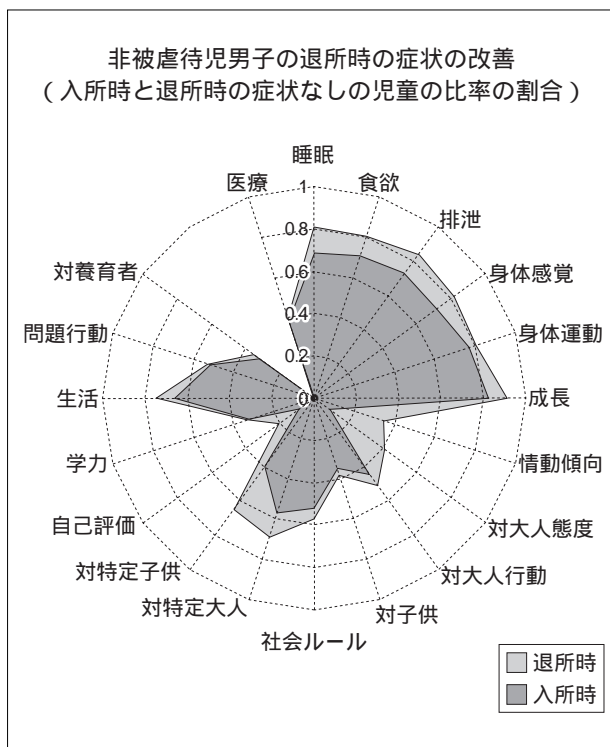 非被虐待児男子の退所時の症状の改善
（入所時と退所時の症状なしの児童の比率の割合）
睡眠
医療
食欲
1
排泄
0.8
対養育者
身体感覚
0.6
問題行動
0.4
身体運動
0.2
生活
0
成長
学力
情動傾向
自己評価
対大人態度
対特定子供
対大人行動
対特定大人
対子供
社会ルール
退所時
入所時